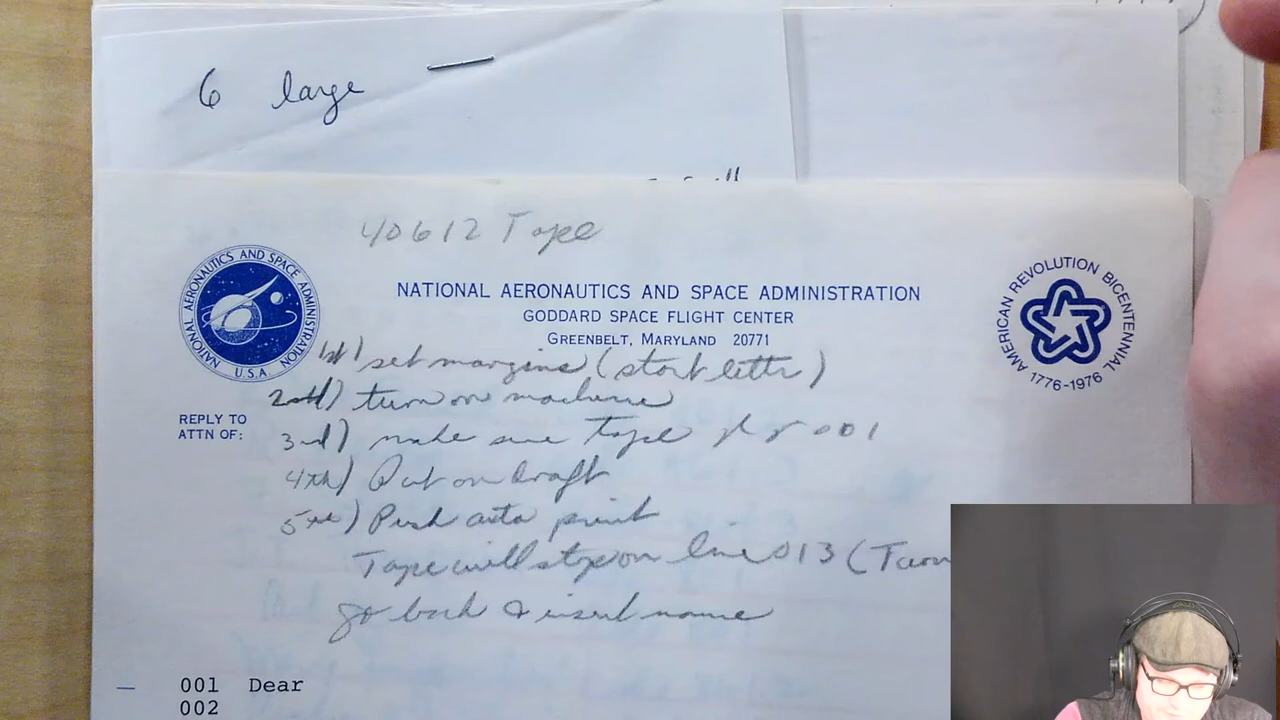 6 large
40612 Tape
NATIONAL AERONAUTICS AND SPACE ADMINISTRATION
U.S.A.
NATIONAL AERONAUTICS AND SPACE ADMINISTRATION
GODDARD SPACE FLIGHT CENTER
GREENBELT, MARYLAND 20771
AMERICAN REVOLUTION BICENTENNIAL
1776-1976
1st) set margins (start letter)
2nd) turn on machine
REPLY TO
ATTN OF:
3rd) make sure tape 001
4th) Put on Draft
5th) Push auto print
Tape will stop on line 013 (Turn
go back & insert name
001 Dear
002